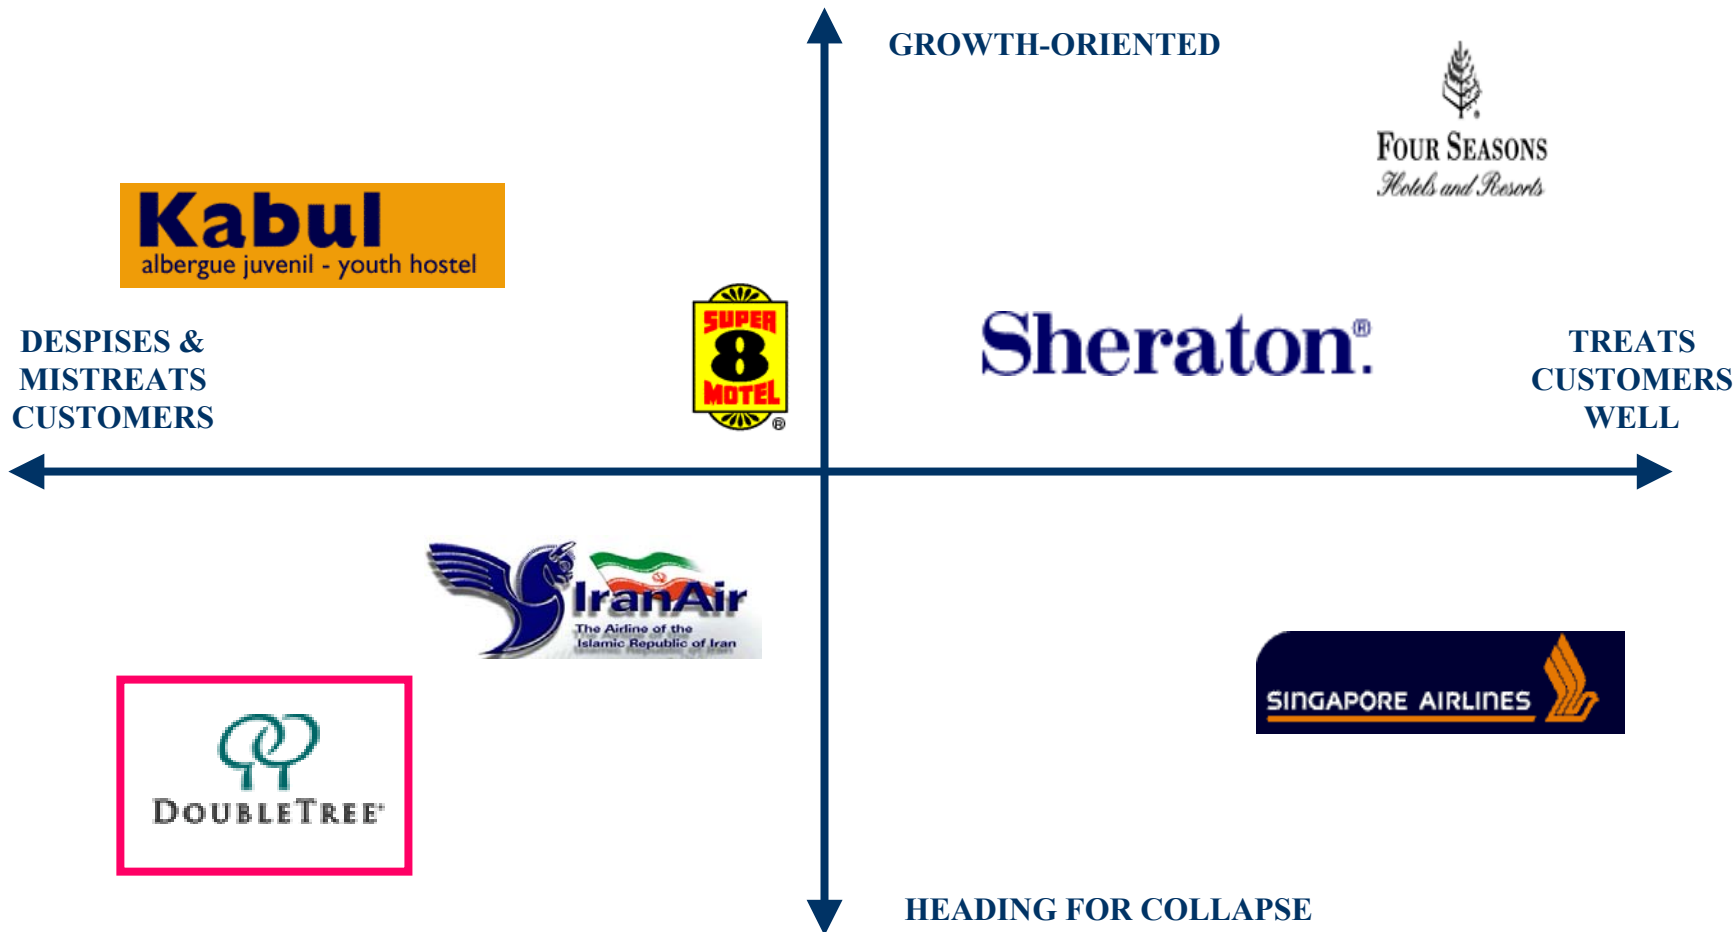 GROWTH-ORIENTED
FOUR SEASONS
Hotels and Resorts
Kabul
albergue juvenil - youth hostel
SUPER
8
MOTEL
®
Sheraton®
DESPISES &
MISTREATS
CUSTOMERS
TREATS
CUSTOMERS
WELL
IranAir
The Airline of the
Islamic Republic of Iran
SINGAPORE AIRLINES
DOUBLETREE
HEADING FOR COLLAPSE